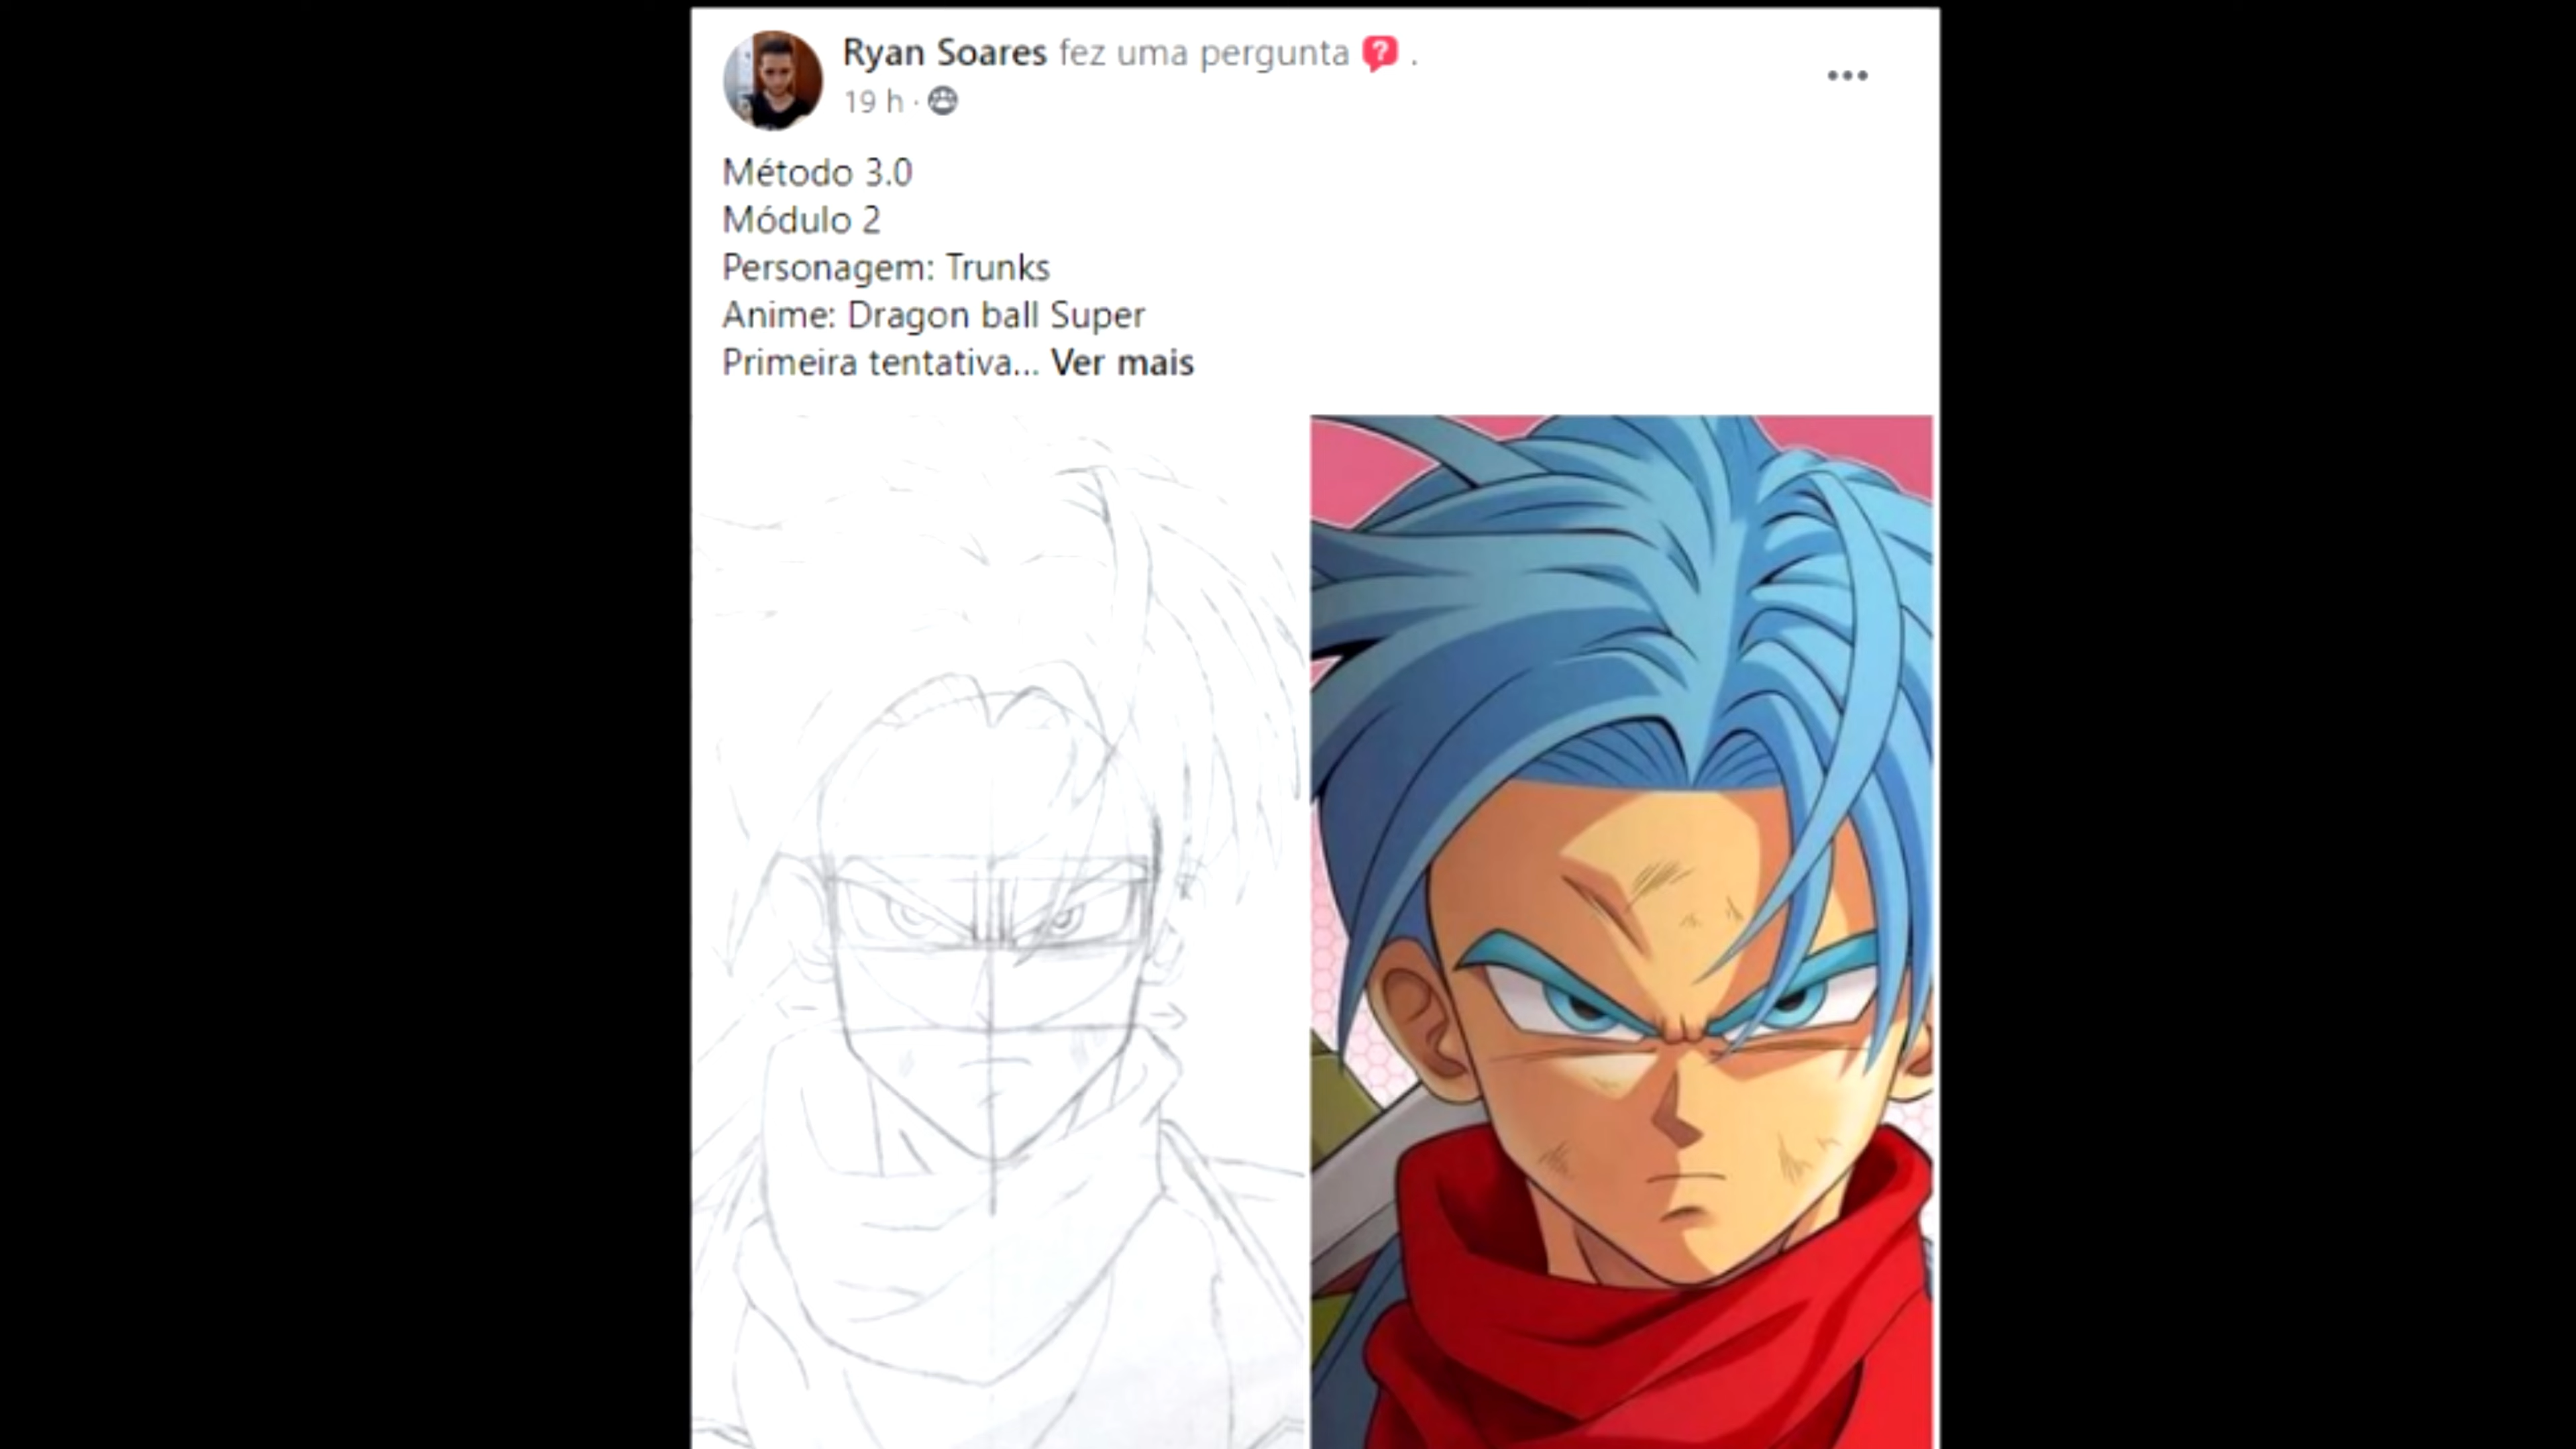 Ryan Soares fez uma pergunta .
19 h ·
Método 3.0
Módulo 2
Personagem: Trunks
Anime: Dragon ball Super
Primeira tentativa... Ver mais